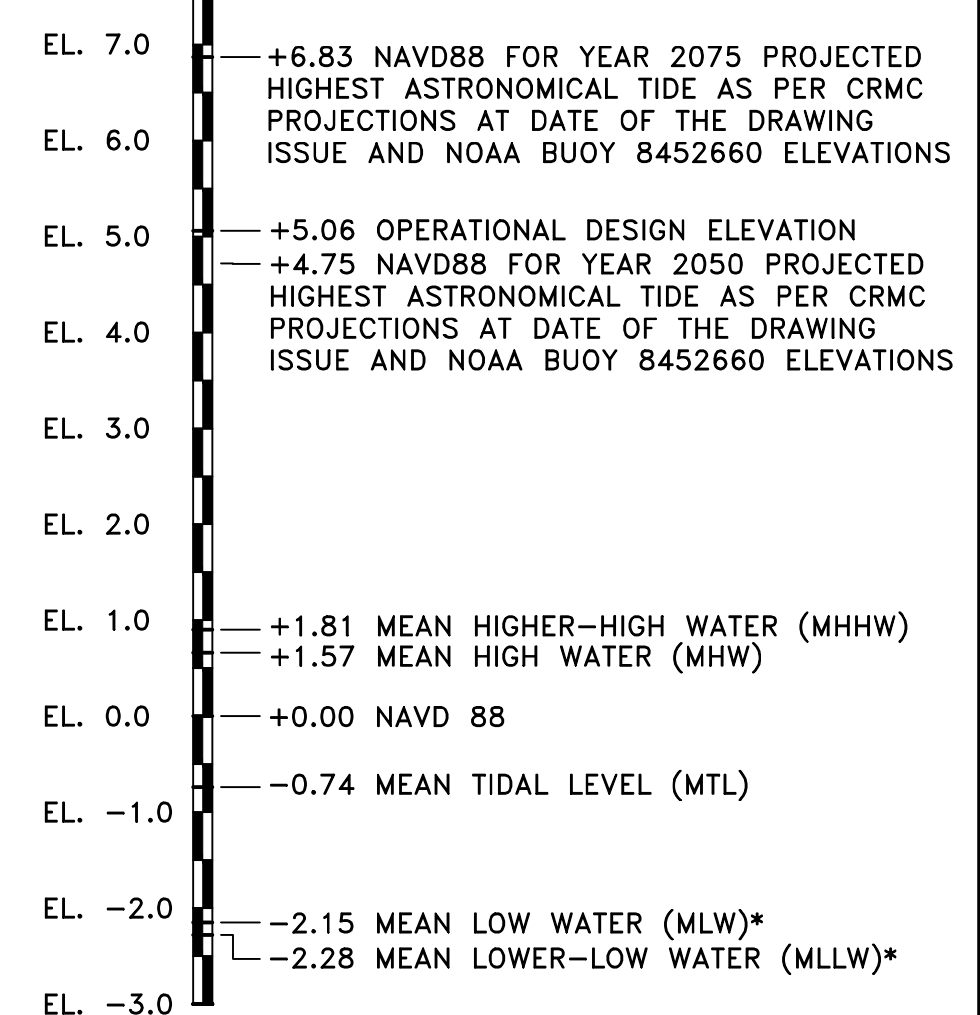 EL. 7.0
+6.83 NAVD88 FOR YEAR 2075 PROJECTED
HIGHEST ASTRONOMICAL TIDE AS PER CRMC
PROJECTIONS AT DATE OF THE DRAWING
ISSUE AND NOAA BUOY 8452660 ELEVATIONS
EL. 6.0
EL. 5.0
+5.06 OPERATIONAL DESIGN ELEVATION
+4.75 NAVD88 FOR YEAR 2050 PROJECTED
HIGHEST ASTRONOMICAL TIDE AS PER CRMC
PROJECTIONS AT DATE OF THE DRAWING
ISSUE AND NOAA BUOY 8452660 ELEVATIONS
EL. 4.0
EL. 3.0
EL. 2.0
EL. 1.0
+1.81 MEAN HIGHER-HIGH WATER (MHHW)
+1.57 MEAN HIGH WATER (MHW)
EL. 0.0
+0.00 NAVD 88
-0.74 MEAN TIDAL LEVEL (MTL)
EL. -1.0
EL. -2.0
-2.15 MEAN LOW WATER (MLW)*
-2.28 MEAN LOWER-LOW WATER (MLLW)*
EL. -3.0